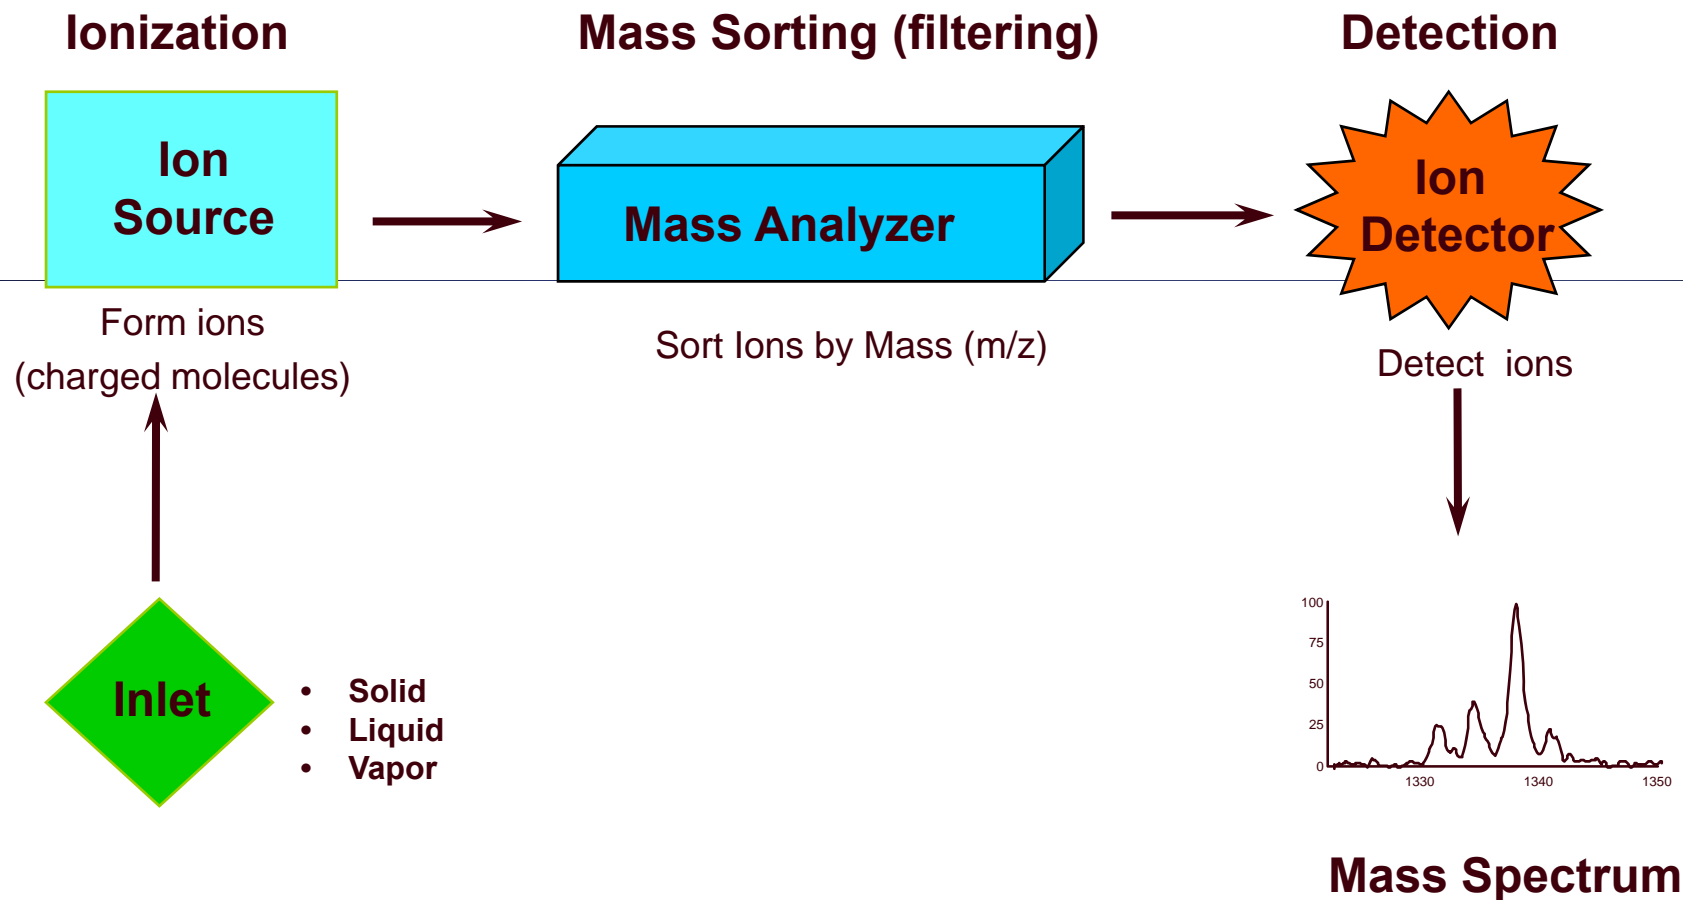 Ionization
Mass Sorting (filtering)
Detection
Ion
Source
Mass Analyzer
Ion
Detector
Form ions
(charged molecules)
Sort Ions by Mass (m/z)
Detect ions
Inlet
• Solid
• Liquid
• Vapor
100
75
50
25
0
1330
1340
1350
Mass Spectrum